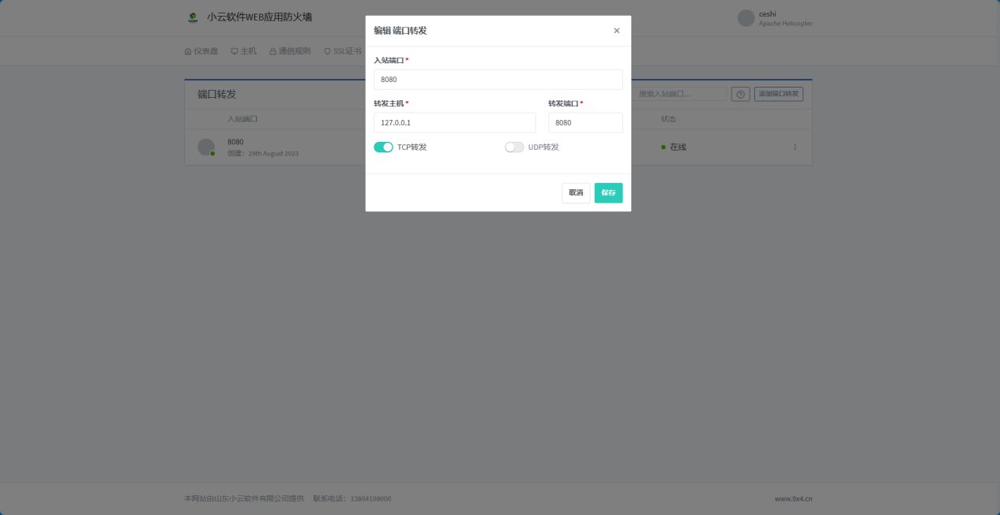 小云软件WEB应用防火墙
ceshi
Apache Helicopter
仪表盘 主机 通信规则 SSL证书
编辑 端口转发 ×
入站端口*
8080
转发主机* 转发端口*
127.0.0.1 8080
TCP转发 UDP转发
取消 保存
端口转发 搜索入站端口... 添加端口转发
入站端口 状态
8080
创建：29th August 2023
在线
本网站由山东小云软件有限公司提供 联系电话：13864198606 www.9x4.cn